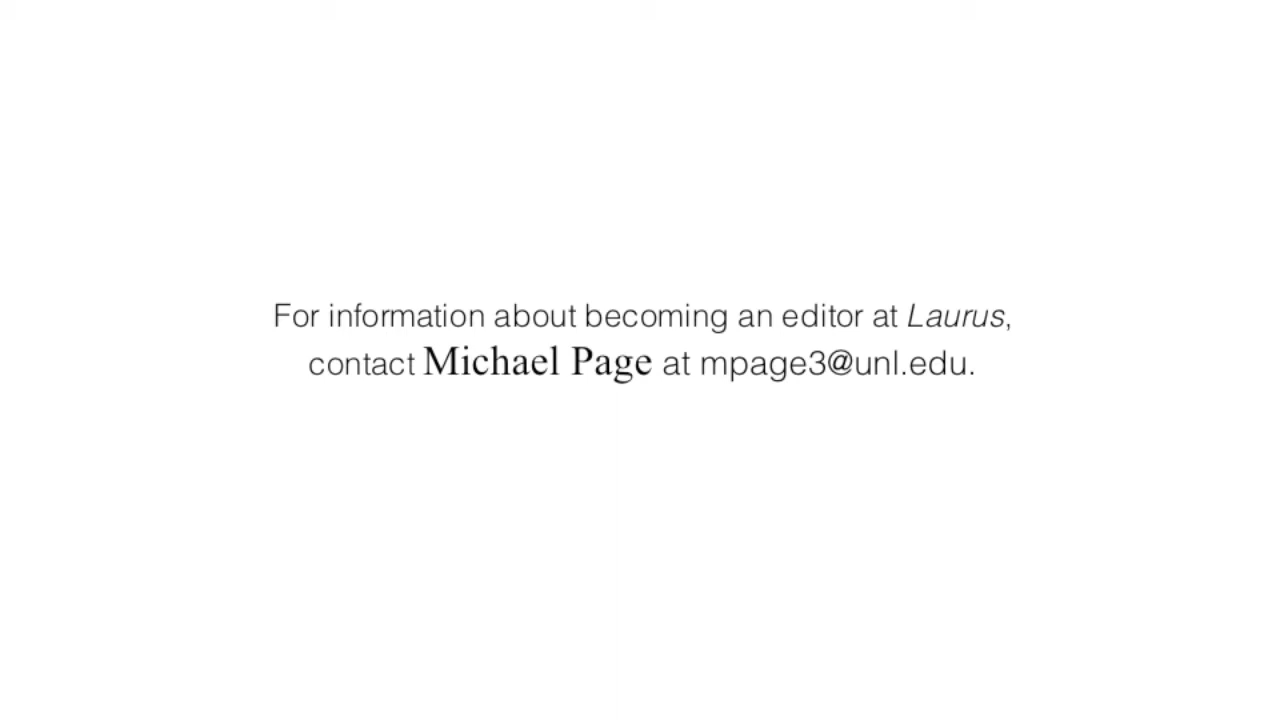 For information about becoming an editor at Laurus,
contact Michael Page at mpage3@unl.edu.